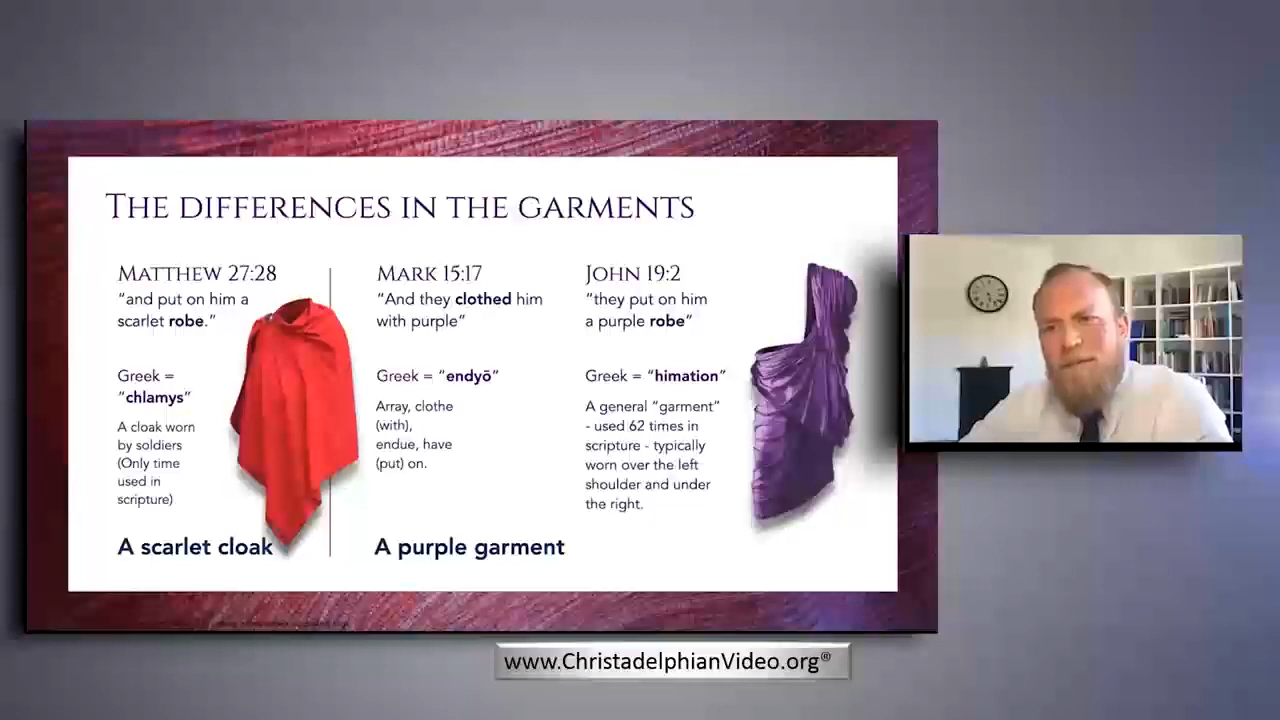 THE DIFFERENCES IN THE GARMENTS
MATTHEW 27:28
“and put on him a
scarlet robe.”
Greek =
“chlamys”
A cloak worn
by soldiers
(Only time
used in
scripture)
A scarlet cloak
MARK 15:17
“And they clothed him
with purple”
Greek = “endyō”
Array, clothe
(with),
endue, have
(put) on.
A purple garment
JOHN 19:2
“they put on him
a purple robe”
Greek = “himation”
A general “garment”
- used 62 times in
scripture - typically
worn over the left
shoulder and under
the right.
www.ChristadelphianVideo.org®